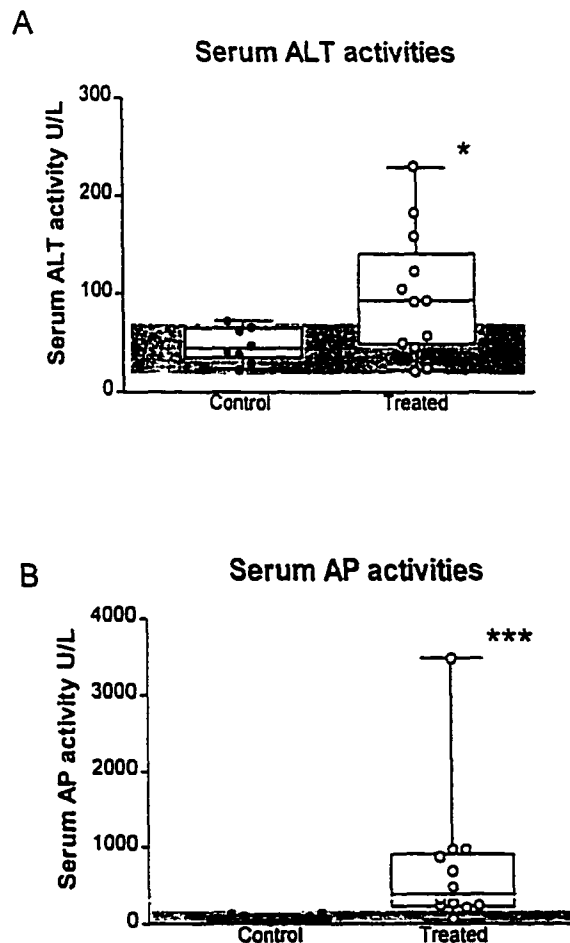 A
Serum ALT activities
Serum ALT activity U/L
300
200
100
0
*
Control Treated
B
Serum AP activities
Serum AP activity U/L
4000
3000
2000
1000
0
***
Control Treated